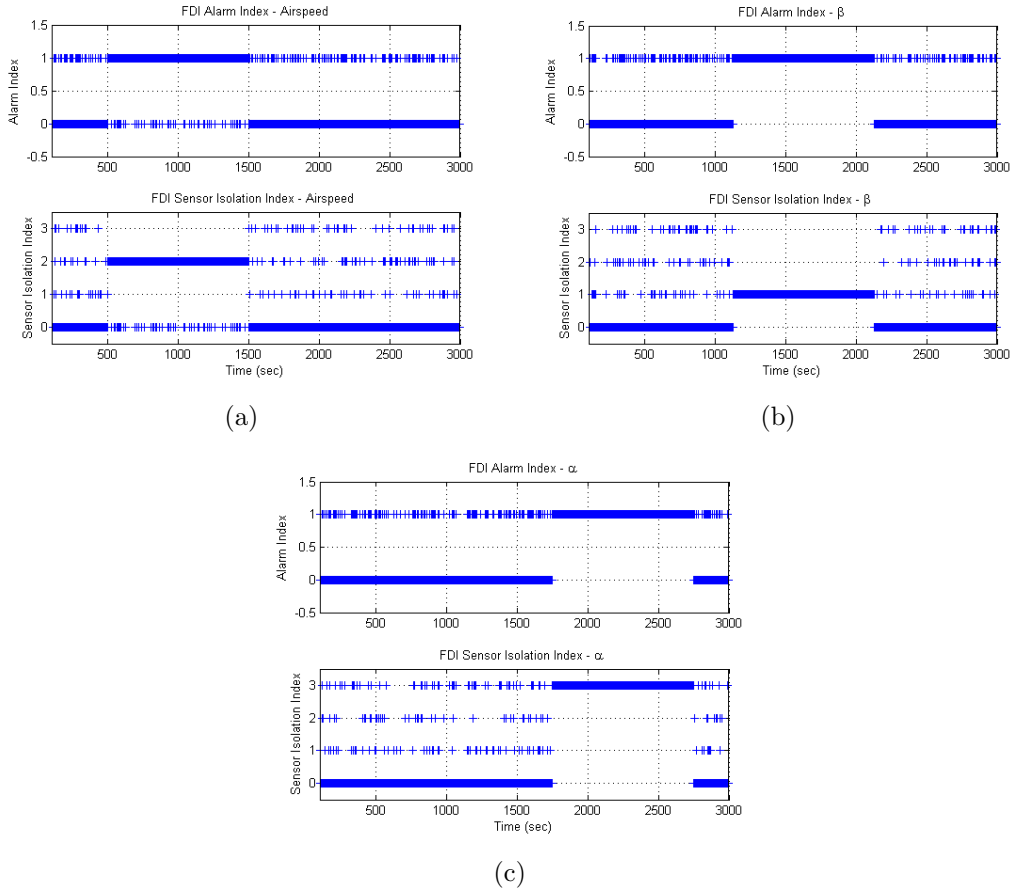 FDI Alarm Index - Airspeed
1.5
1
0.5
0
-0.5
Alarm Index
500 1000 1500 2000 2500 3000
FDI Sensor Isolation Index - Airspeed
3
2
1
0
Sensor Isolation Index
500 1000 1500 2000 2500 3000
Time (sec)
(a)
FDI Alarm Index - β
1.5
1
0.5
0
-0.5
Alarm Index
500 1000 1500 2000 2500 3000
FDI Sensor Isolation Index - β
3
2
1
0
Sensor Isolation Index
500 1000 1500 2000 2500 3000
Time (sec)
(b)
FDI Alarm Index - α
1.5
1
0.5
0
-0.5
Alarm Index
500 1000 1500 2000 2500 3000
FDI Sensor Isolation Index - α
3
2
1
0
Sensor Isolation Index
500 1000 1500 2000 2500 3000
Time (sec)
(c)